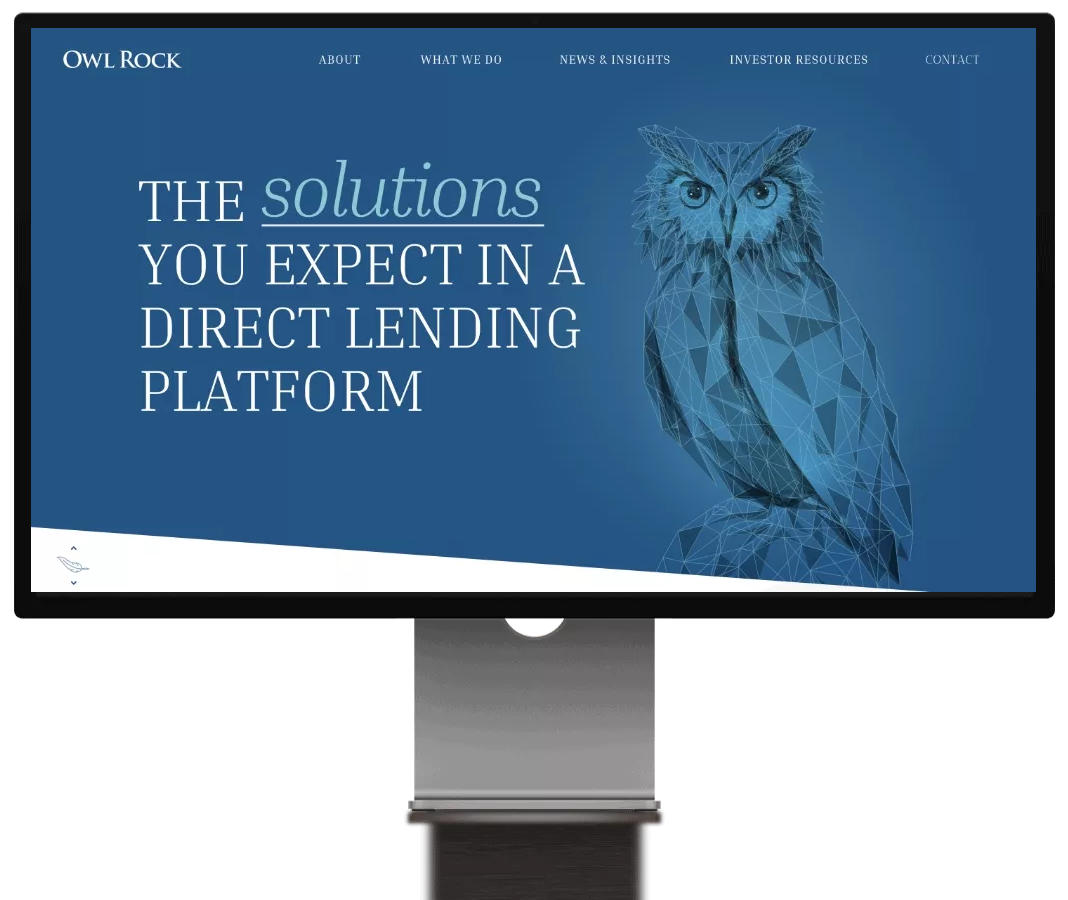 OWL ROCK
ABOUT WHAT WE DO NEWS & INSIGHTS INVESTOR RESOURCES CONTACT
THE solutions
YOU EXPECT IN A
DIRECT LENDING
PLATFORM